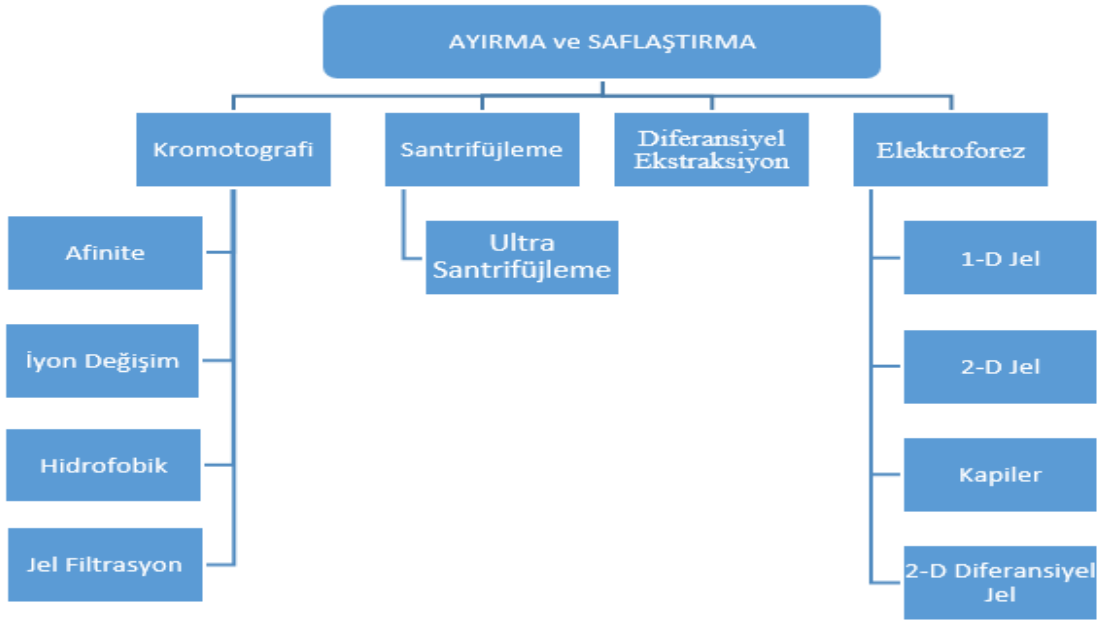 AYIRMA ve SAFLAŞTIRMA
Kromotografi
Santrifüjleme
Diferansiyel
Ekstraksiyon
Elektroforez
Afinite
İyon Değişim
Hidrofobik
Jel Filtrasyon
Ultra
Santrifüjleme
1-D Jel
2-D Jel
Kapiler
2-D Diferansiyel
Jel